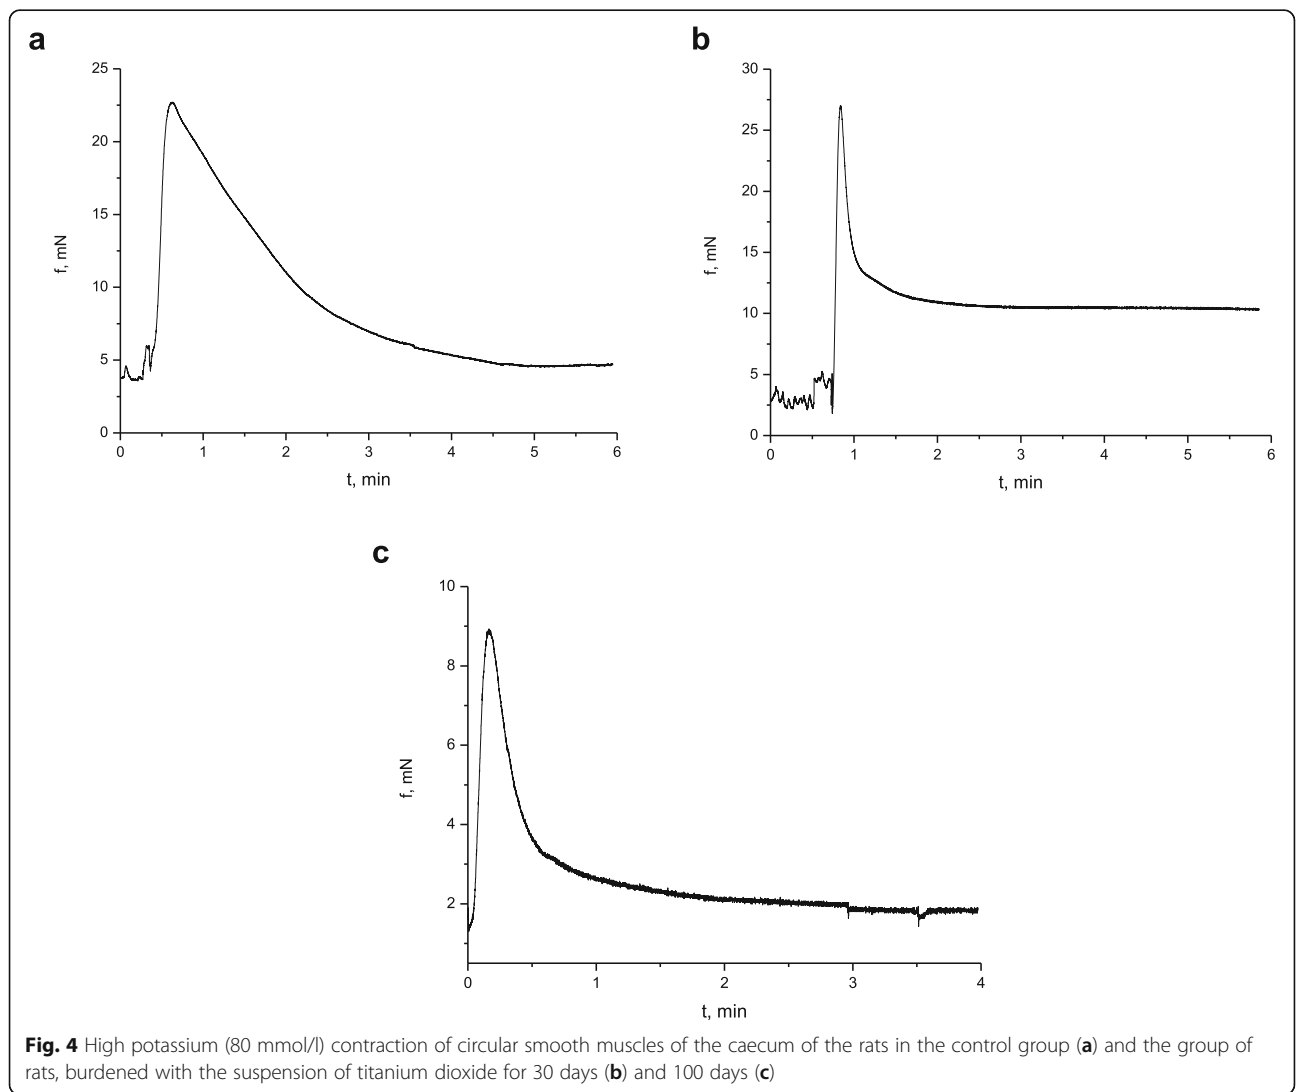 a
25
20
15
10
5
0
f, mN
0 1 2 3 4 5 6
t, min
b
30
25
20
15
10
5
0
f, mN
0 1 2 3 4 5 6
t, min
c
10
8
6
4
2
f, mN
0 1 2 3 4
t, min
Fig. 4 High potassium (80 mmol/l) contraction of circular smooth muscles of the caecum of the rats in the control group (a) and the group of
rats, burdened with the suspension of titanium dioxide for 30 days (b) and 100 days (c)